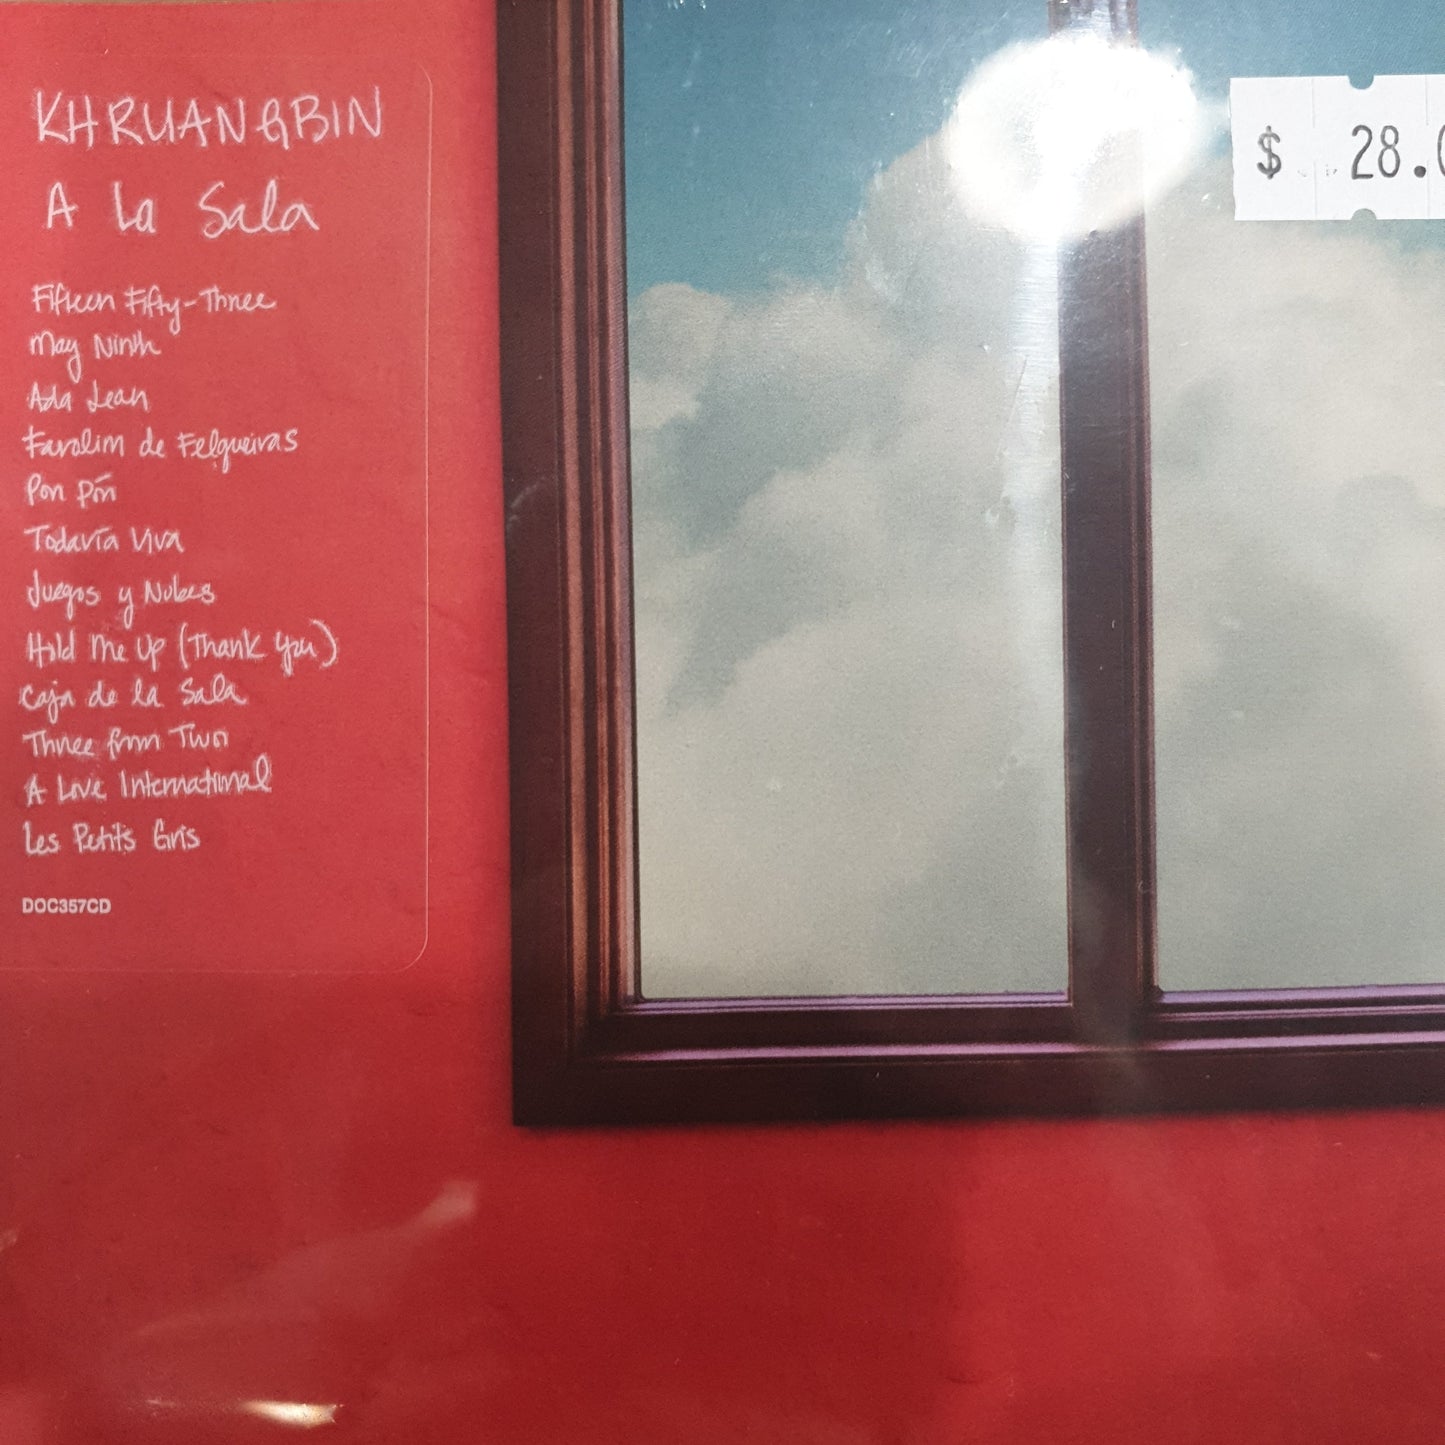 KHRUANGBIN
A La Sala
Fifteen Fifty-Three
May Ninth
Ada Jean
Farolim de Felgueiras
Pon Pón
Todavía Viva
Juegos y Nubes
Hold Me Up (Thank You)
Caja de la Sala
Three From Two
A Love International
Les Petits Gris
DOC357CD
$ 28.0